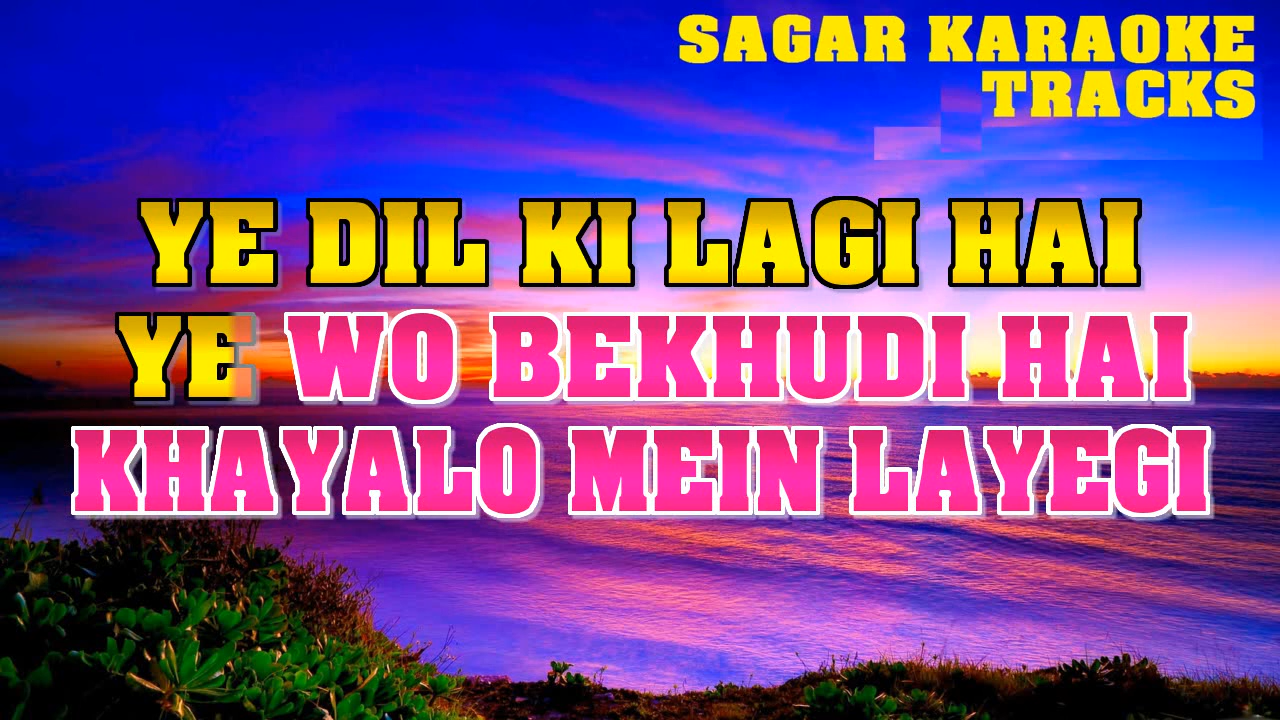 SAGAR KARAOKE
TRACKS
YE DIL KI LAGI HAI
YE WO BEKHUDI HAI
KHAYALO MEIN LAYEGI